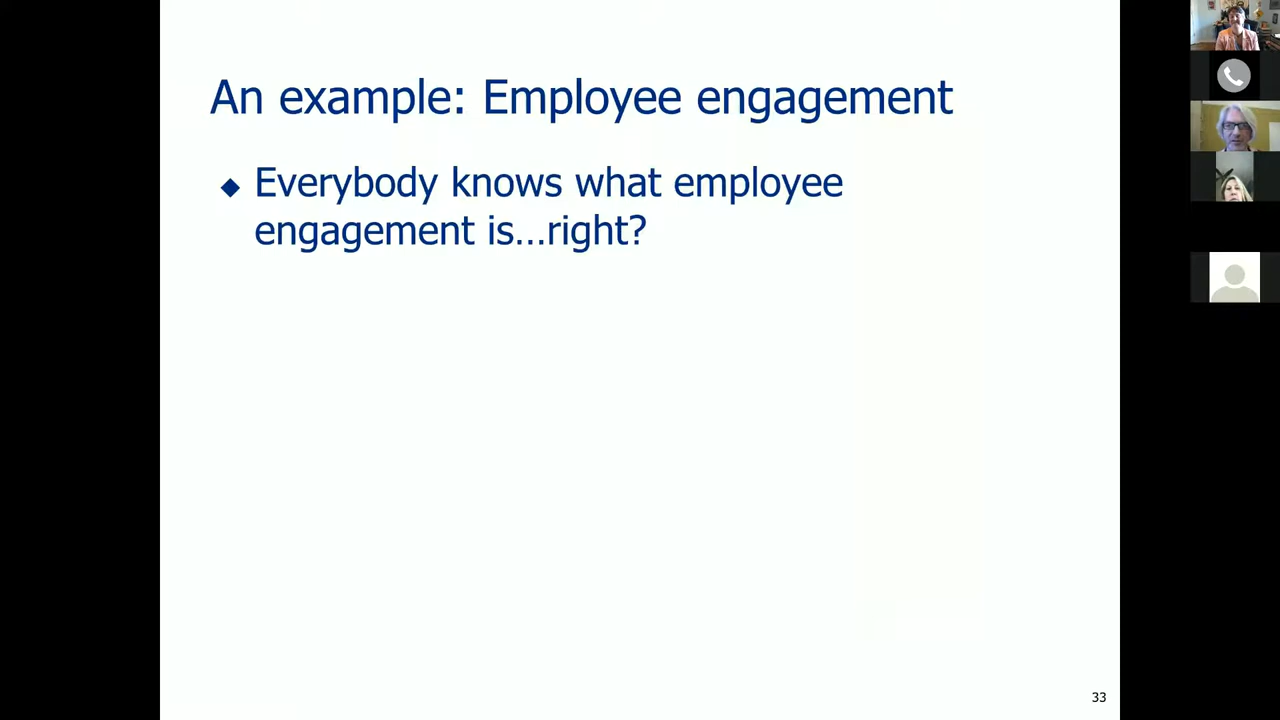 An example: Employee engagement
◆ Everybody knows what employee
engagement is...right?
33